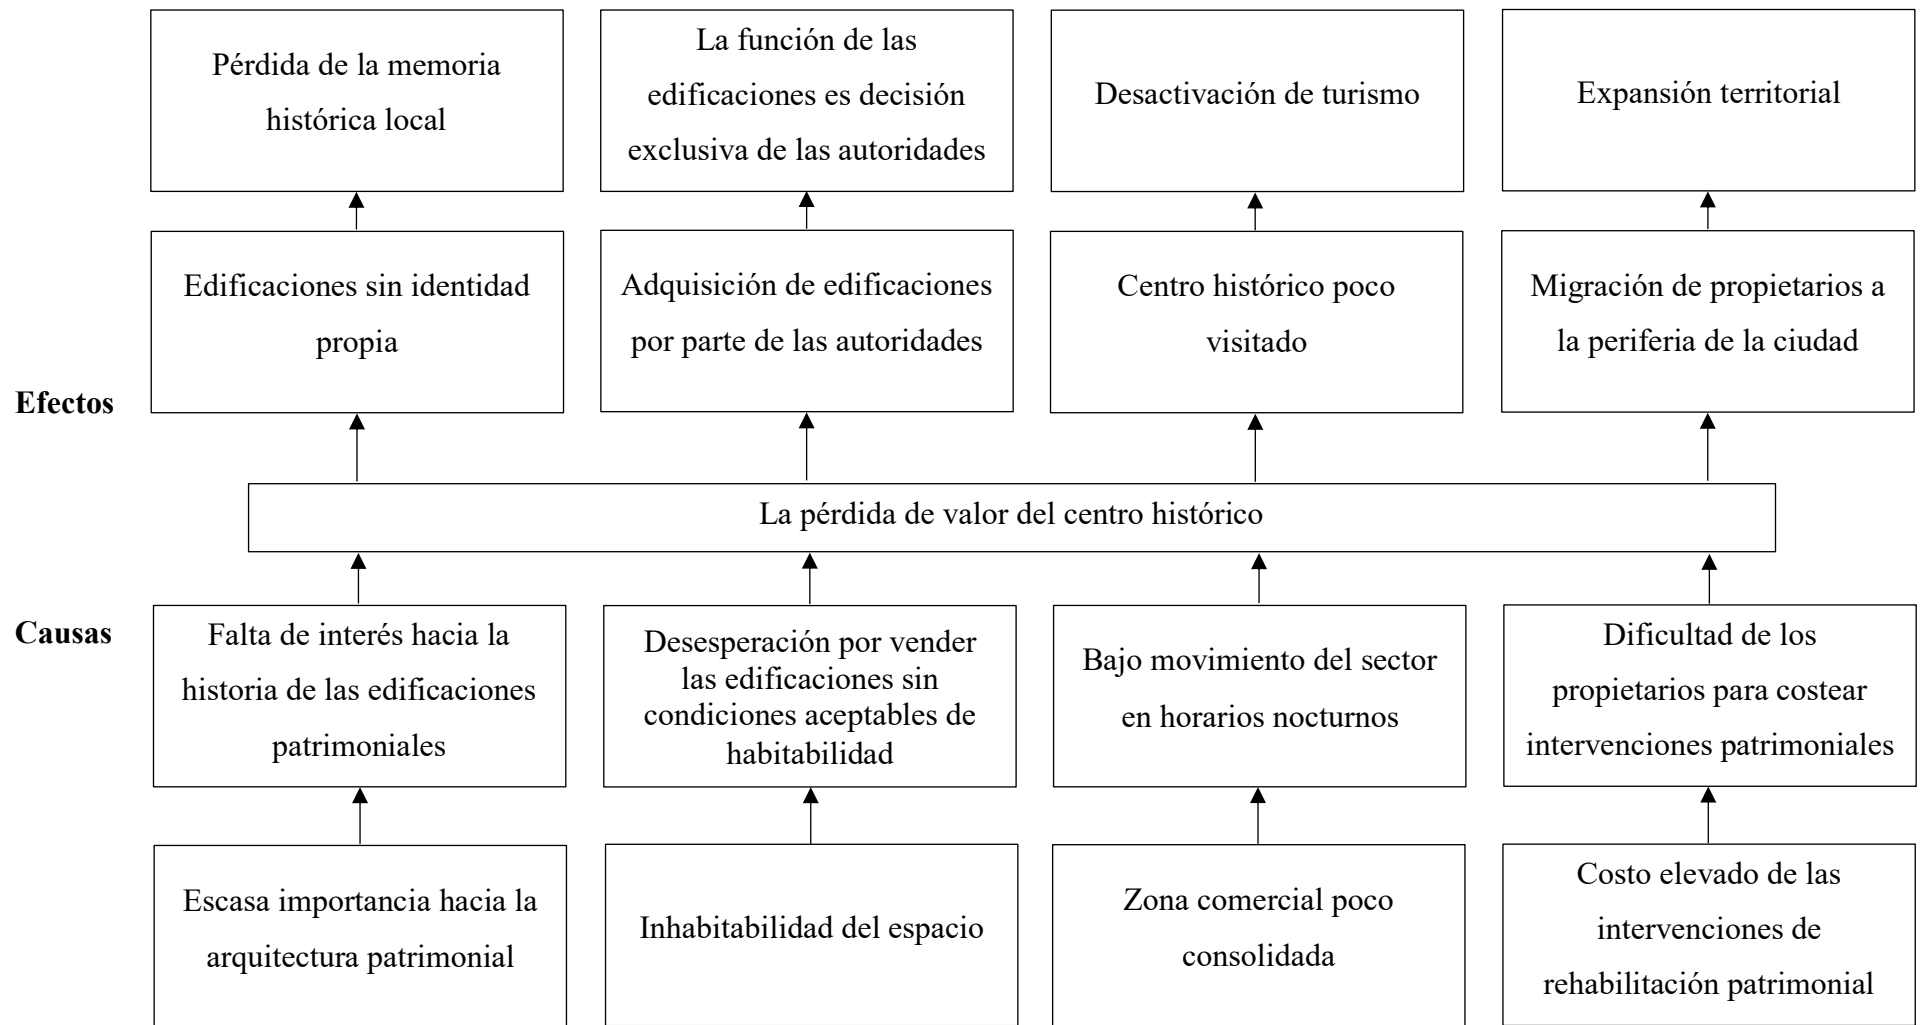 Pérdida de la memoria
histórica local
La función de las
edificaciones es decisión
exclusiva de las autoridades
Desactivación de turismo
Expansión territorial
Edificaciones sin identidad
propia
Adquisición de edificaciones
por parte de las autoridades
Centro histórico poco
visitado
Migración de propietarios a
la periferia de la ciudad
Efectos
La pérdida de valor del centro histórico
Causas
Falta de interés hacia la
historia de las edificaciones
patrimoniales
Desesperación por vender
las edificaciones sin
condiciones aceptables de
habitabilidad
Bajo movimiento del sector
en horarios nocturnos
Dificultad de los
propietarios para costear
intervenciones patrimoniales
Escasa importancia hacia la
arquitectura patrimonial
Inhabitabilidad del espacio
Zona comercial poco
consolidada
Costo elevado de las
intervenciones de
rehabilitación patrimonial